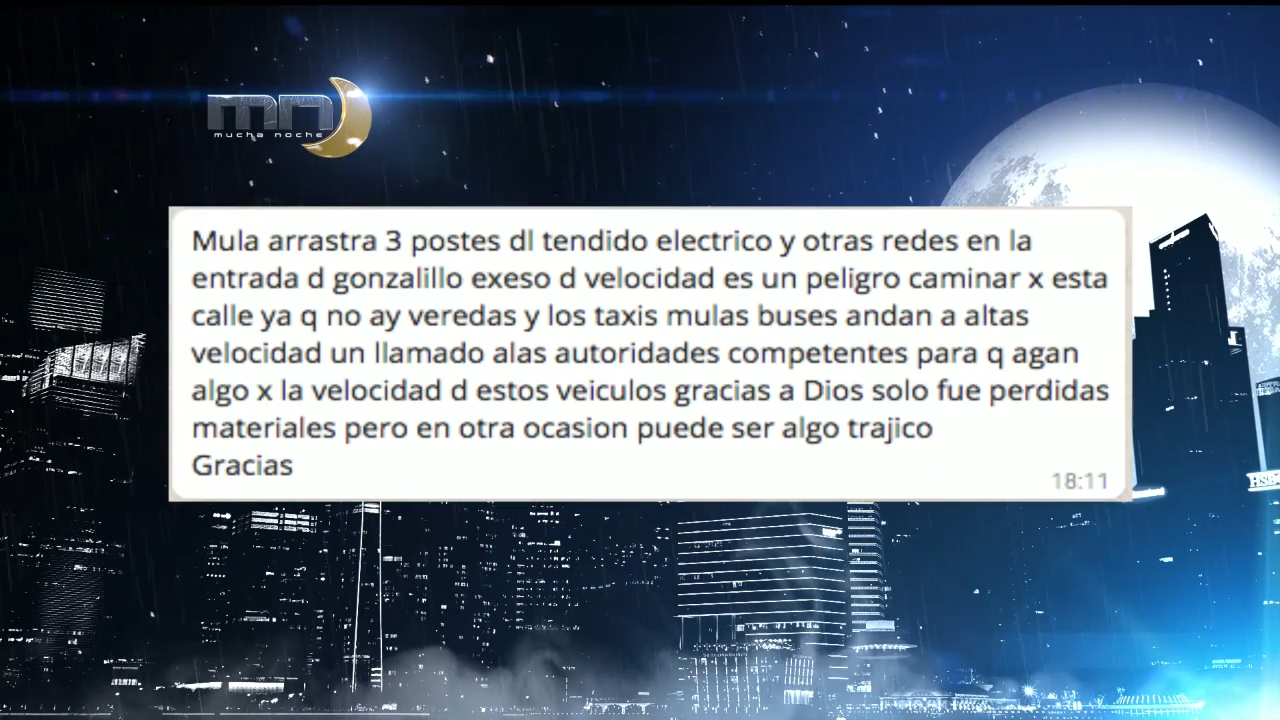 mn
mucha noche
Mula arrastra 3 postes dl tendido electrico y otras redes en la
entrada d gonzalillo exeso d velocidad es un peligro caminar x esta
calle ya q no ay veredas y los taxis mulas buses andan a altas
velocidad un llamado alas autoridades competentes para q agan
algo x la velocidad d estos veiculos gracias a Dios solo fue perdidas
materiales pero en otra ocasion puede ser algo trajico
Gracias
18:11